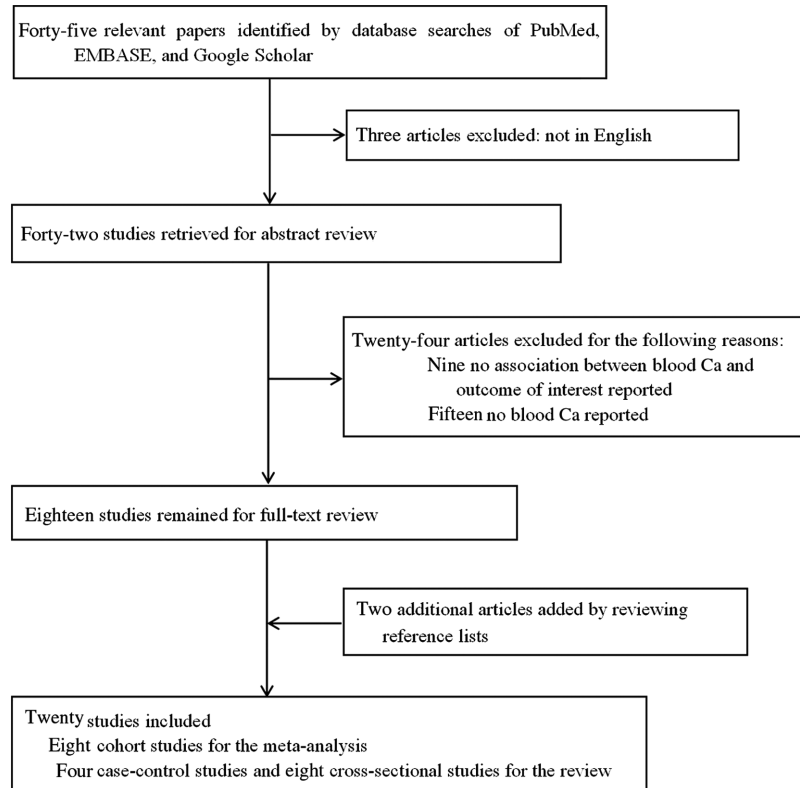 Forty-five relevant papers identified by database searches of PubMed,
EMBASE, and Google Scholar
Three articles excluded: not in English
Forty-two studies retrieved for abstract review
Twenty-four articles excluded for the following reasons:
Nine no association between blood Ca and
outcome of interest reported
Fifteen no blood Ca reported
Eighteen studies remained for full-text review
Two additional articles added by reviewing
reference lists
Twenty studies included
Eight cohort studies for the meta-analysis
Four case-control studies and eight cross-sectional studies for the review